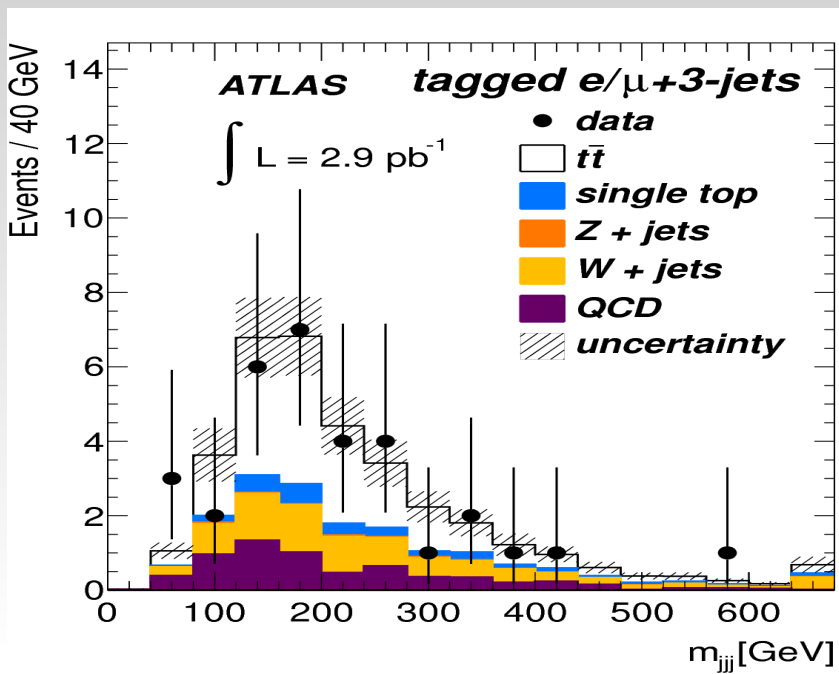 Events / 40 GeV
14
12
10
8
6
4
2
0
ATLAS
tagged e/μ+3-jets
∫ L = 2.9 pb⁻¹
data
tt̄
single top
Z + jets
W + jets
QCD
uncertainty
0 100 200 300 400 500 600
m_jjj [GeV]